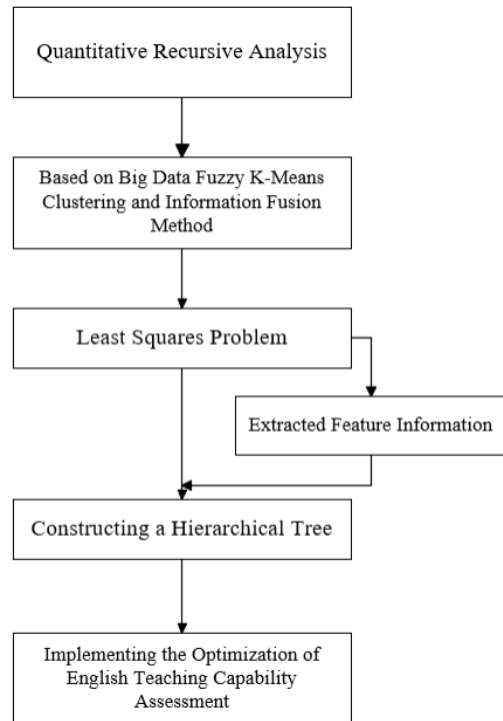 Quantitative Recursive Analysis
Based on Big Data Fuzzy K-Means
Clustering and Information Fusion
Method
Least Squares Problem
Extracted Feature Information
Constructing a Hierarchical Tree
Implementing the Optimization of
English Teaching Capability
Assessment